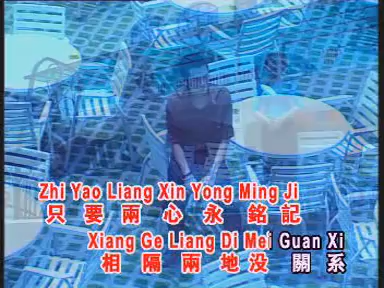 Zhi Yao Liang Xin Yong Ming Ji
只 要 兩 心 永 銘 記
Xiang Ge Liang Di Mei Guan Xi
相 隔 兩 地 没 關 系